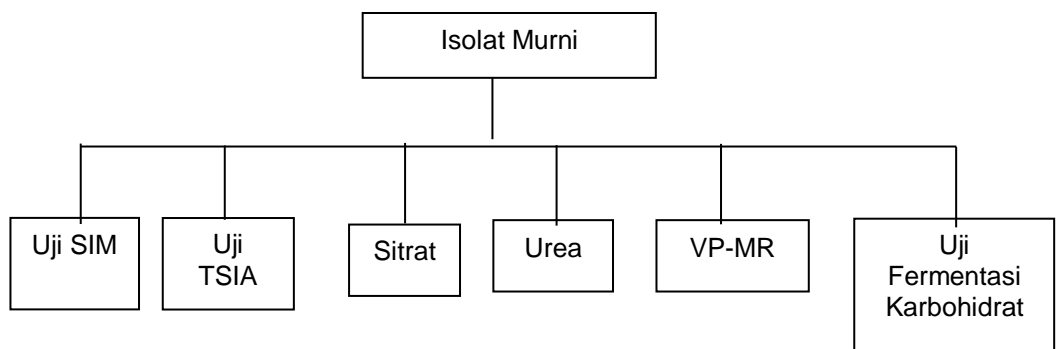 Isolat Murni
Uji SIM
Uji
TSIA
Sitrat
Urea
VP-MR
Uji
Fermentasi
Karbohidrat